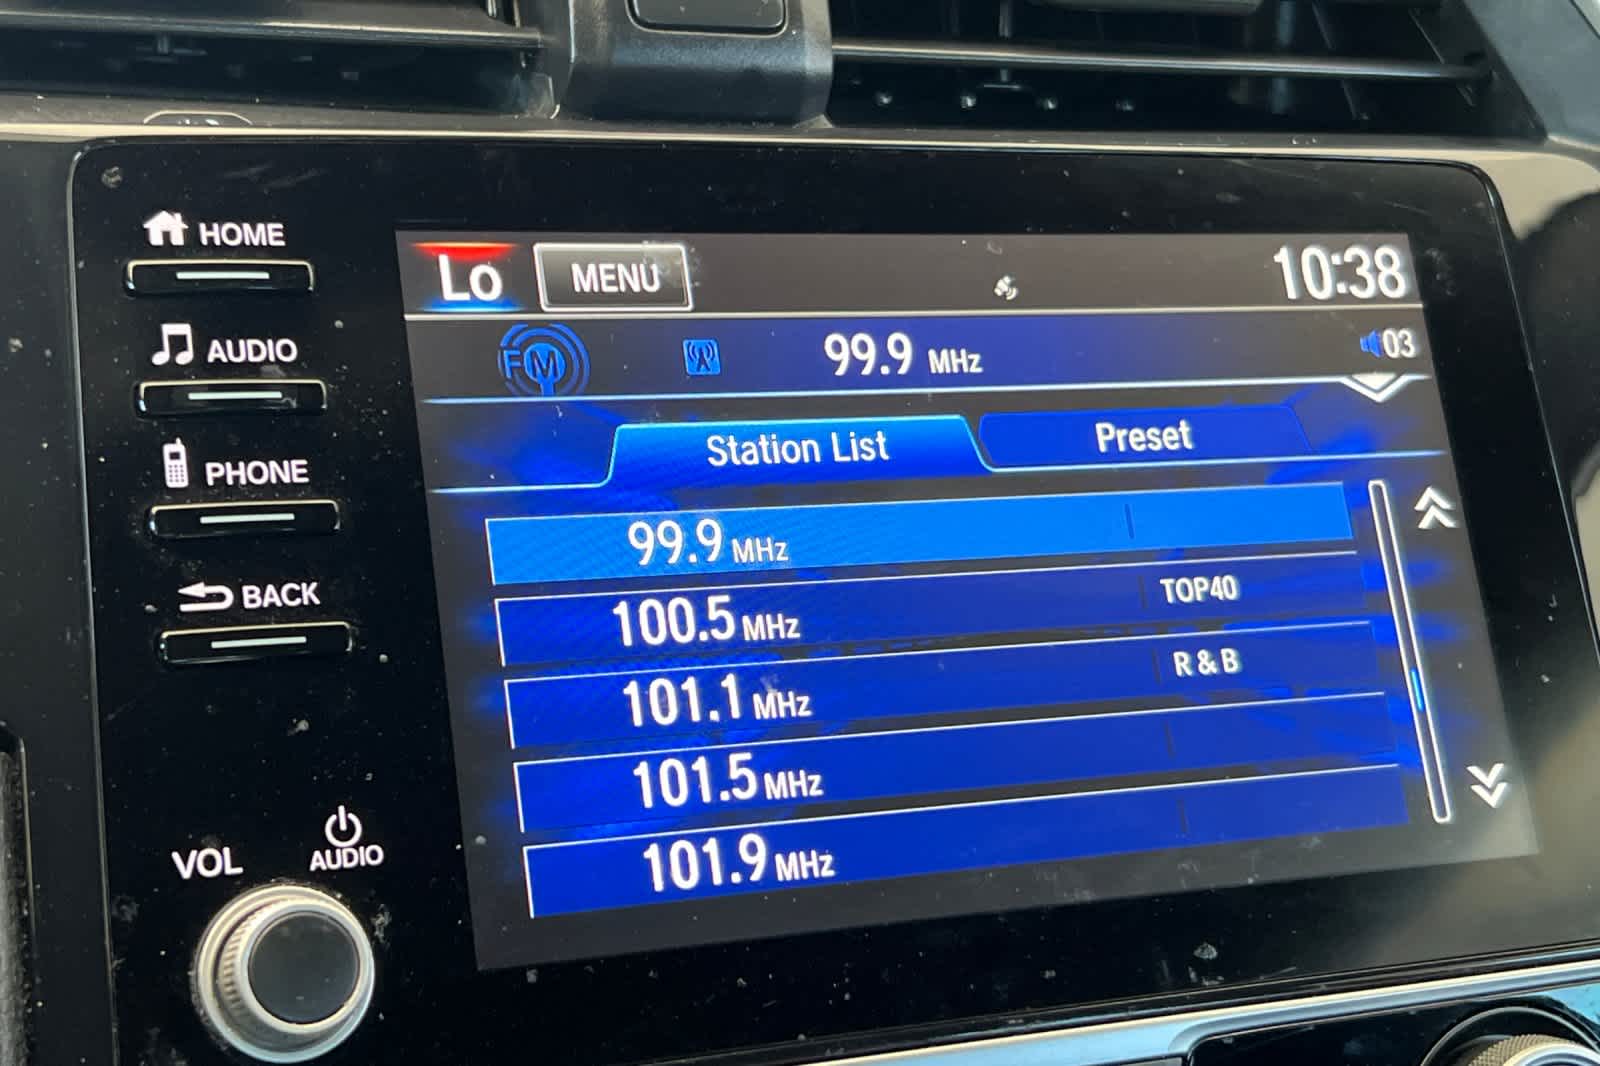 HOME
AUDIO
PHONE
BACK
VOL
AUDIO
Lo MENU 10:38
FM 99.9 MHz 03
Station List Preset
99.9 MHz
100.5 MHz TOP40
101.1 MHz R & B
101.5 MHz
101.9 MHz